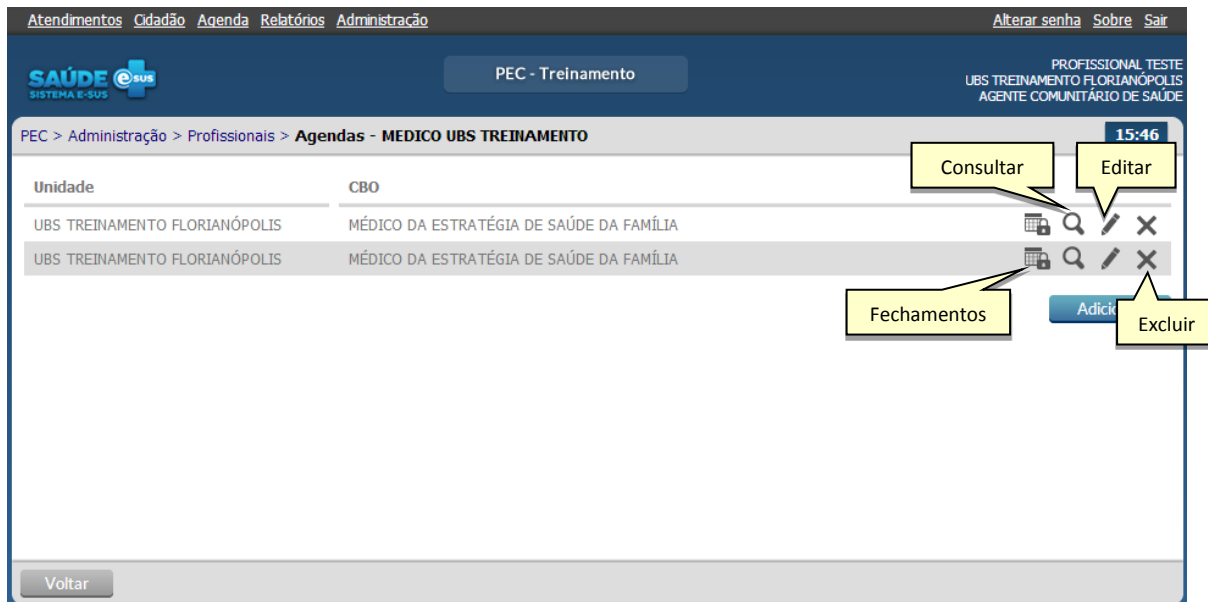 Atendimentos Cidadão Agenda Relatórios Administração Alterar senha Sobre Sair
SAÚDE e SUS
SISTEMA E-SUS
PEC - Treinamento
PROFISSIONAL TESTE
UBS TREINAMENTO FLORIANÓPOLIS
AGENTE COMUNITÁRIO DE SAÚDE
PEC > Administração > Profissionais > Agendas - MEDICO UBS TREINAMENTO 15:46
Consultar Editar
Unidade CBO
UBS TREINAMENTO FLORIANÓPOLIS MÉDICO DA ESTRATÉGIA DE SAÚDE DA FAMÍLIA
UBS TREINAMENTO FLORIANÓPOLIS MÉDICO DA ESTRATÉGIA DE SAÚDE DA FAMÍLIA
Fechamentos
Excluir
Voltar